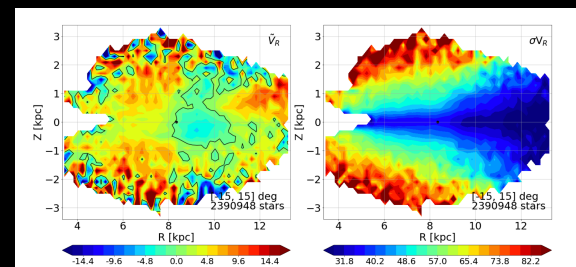 Ṽ_R
σV_R
3
2
1
0
−1
−2
−3
Z [kpc]
[-15, 15] deg
2390948 stars
4 6 8 10 12
R [kpc]
-14.4 -9.6 -4.8 0.0 4.8 9.6 14.4
3
2
1
0
−1
−2
−3
Z [kpc]
[-15, 15] deg
2390948 stars
4 6 8 10 12
R [kpc]
31.8 40.2 48.6 57.0 65.4 73.8 82.2